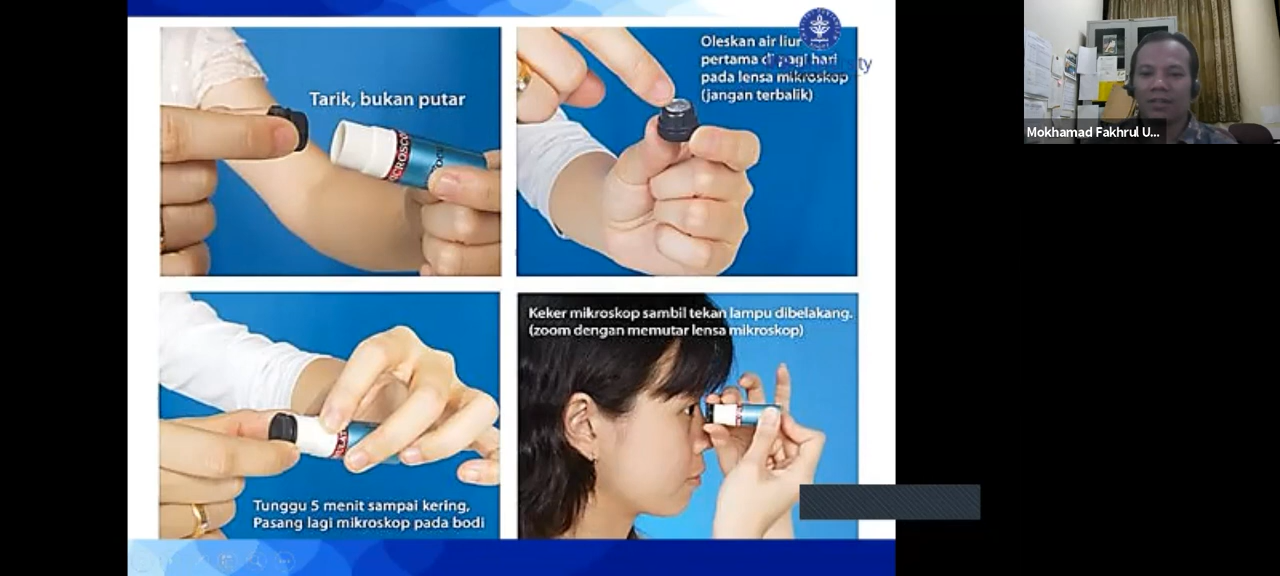 Tarik, bukan putar
CROSCO
Oleskan air liur
pertama di pagi hari
pada lensa mikroskop
(jangan terbalik)
Tunggu 5 menit sampai kering,
Pasang lagi mikroskop pada bodi
Keker mikroskop sambil tekan lampu dibelakang.
(zoom dengan memutar lensa mikroskop)
Mokhamad Fakhrul U...